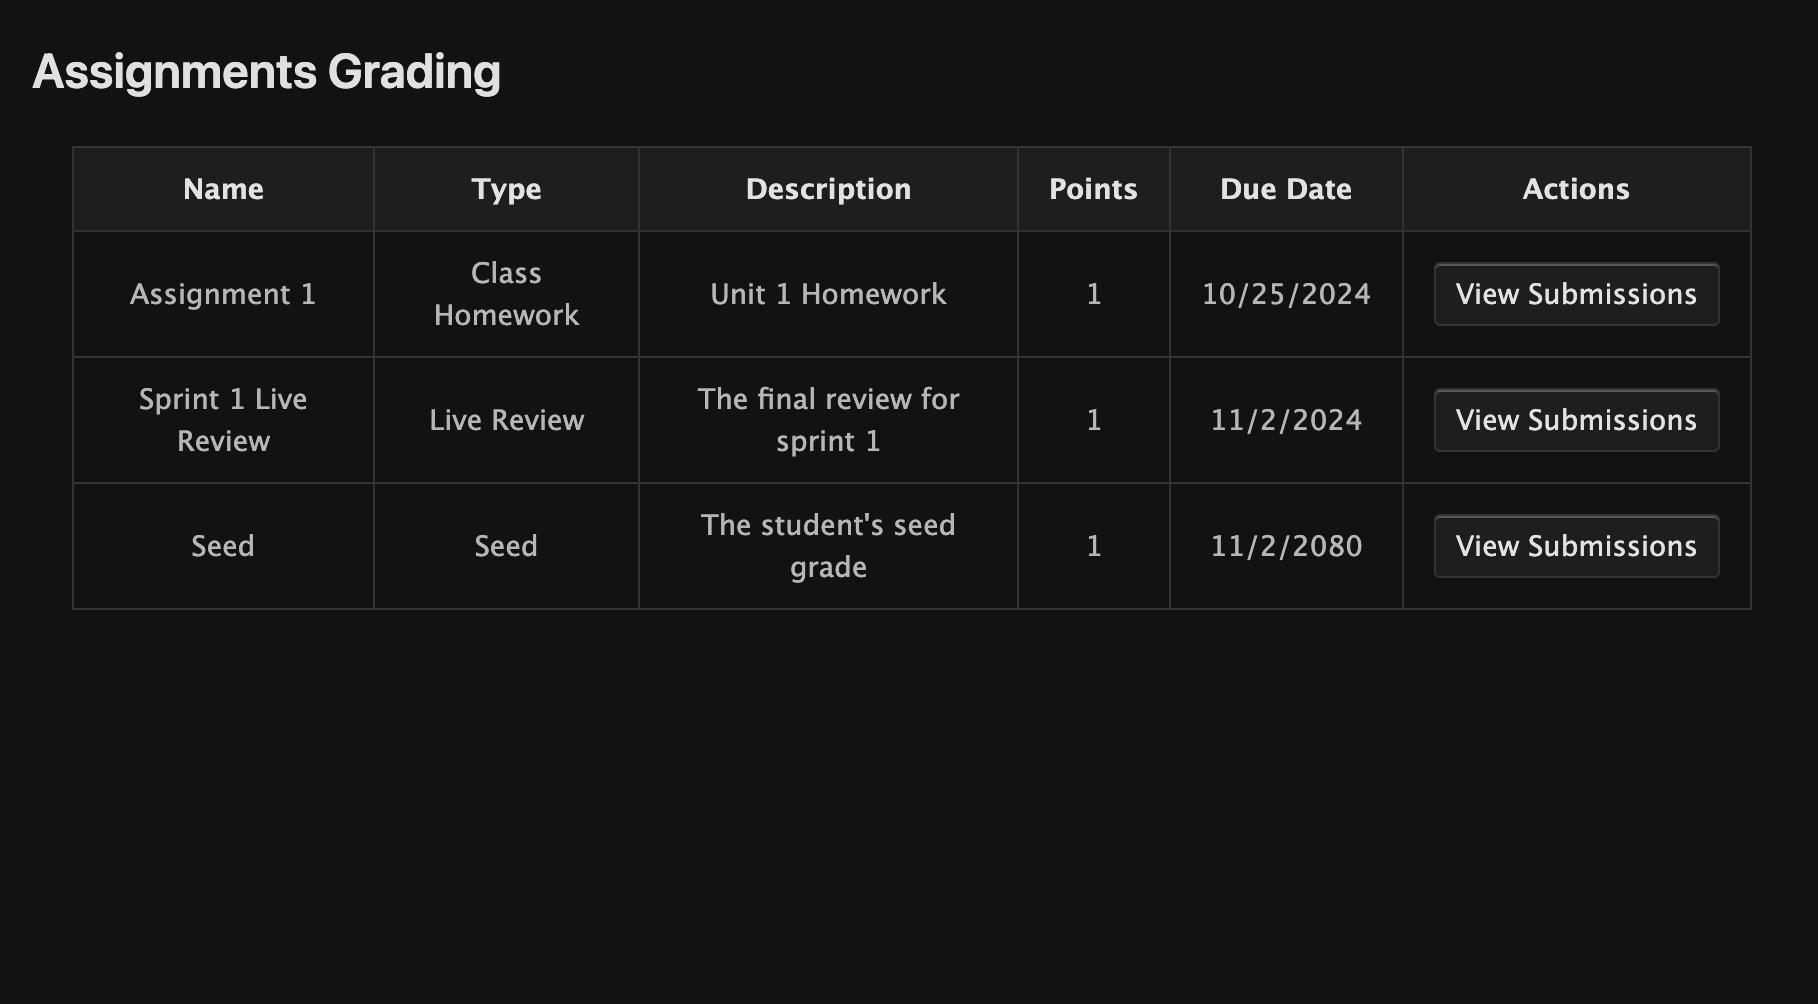 Assignments Grading
Name Type Description Points Due Date Actions
Assignment 1 Class Homework Unit 1 Homework 1 10/25/2024 View Submissions
Sprint 1 Live Review Live Review The final review for sprint 1 1 11/2/2024 View Submissions
Seed Seed The student's seed grade 1 11/2/2080 View Submissions